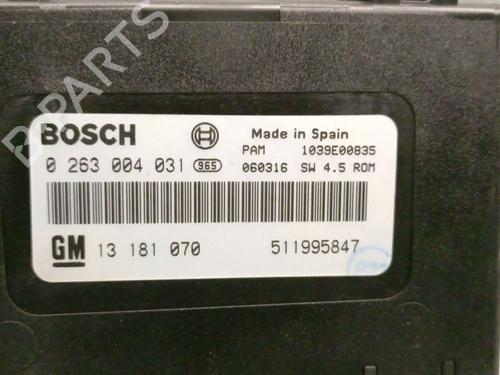 B PARTS
BOSCH
Made in Spain
PAM 1039E00835
0 263 004 031 965
060316 SW 4.5 ROM
GM 13 181 070 511995847